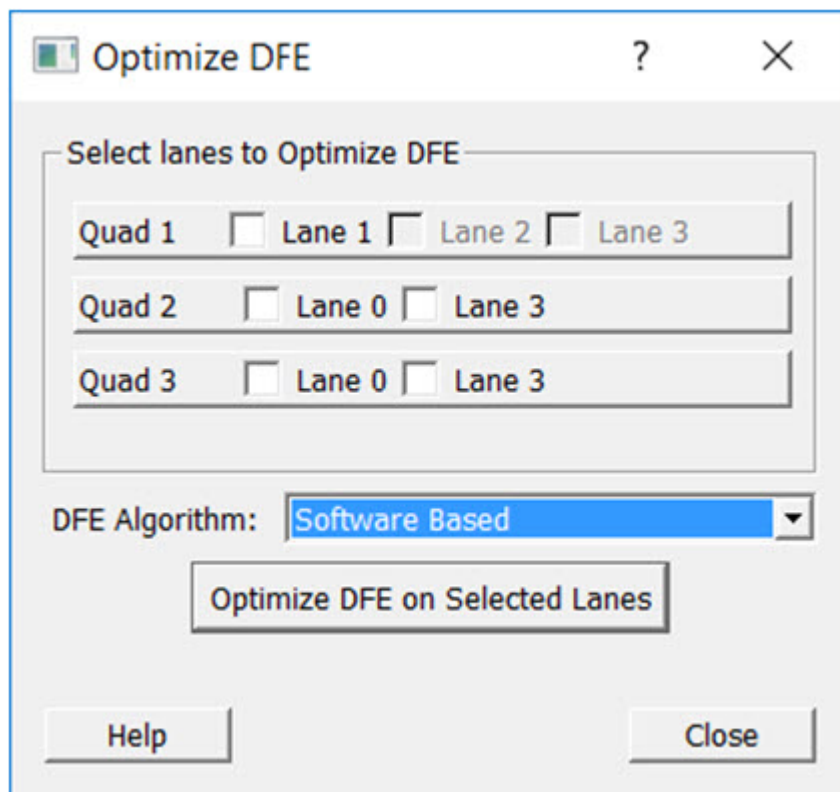 Optimize DFE ?
Select lanes to Optimize DFE
Quad 1 Lane 1 Lane 2 Lane 3
Quad 2 Lane 0 Lane 3
Quad 3 Lane 0 Lane 3
DFE Algorithm: Software Based
Optimize DFE on Selected Lanes
Help Close